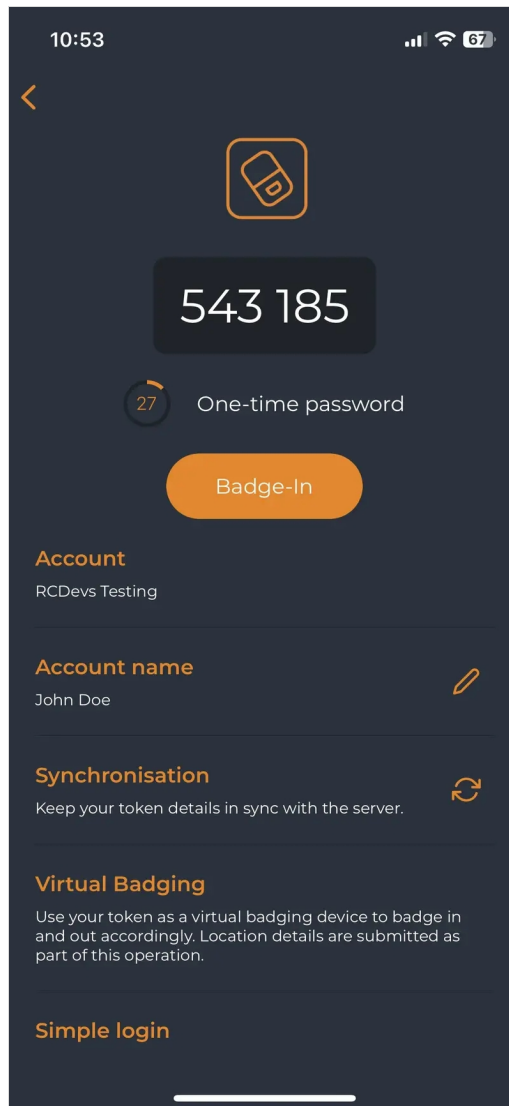 10:53
67
543 185
27
One-time password
Badge-In
Account
RCDevs Testing
Account name
John Doe
Synchronisation
Keep your token details in sync with the server.
Virtual Badging
Use your token as a virtual badging device to badge in
and out accordingly. Location details are submitted as
part of this operation.
Simple login